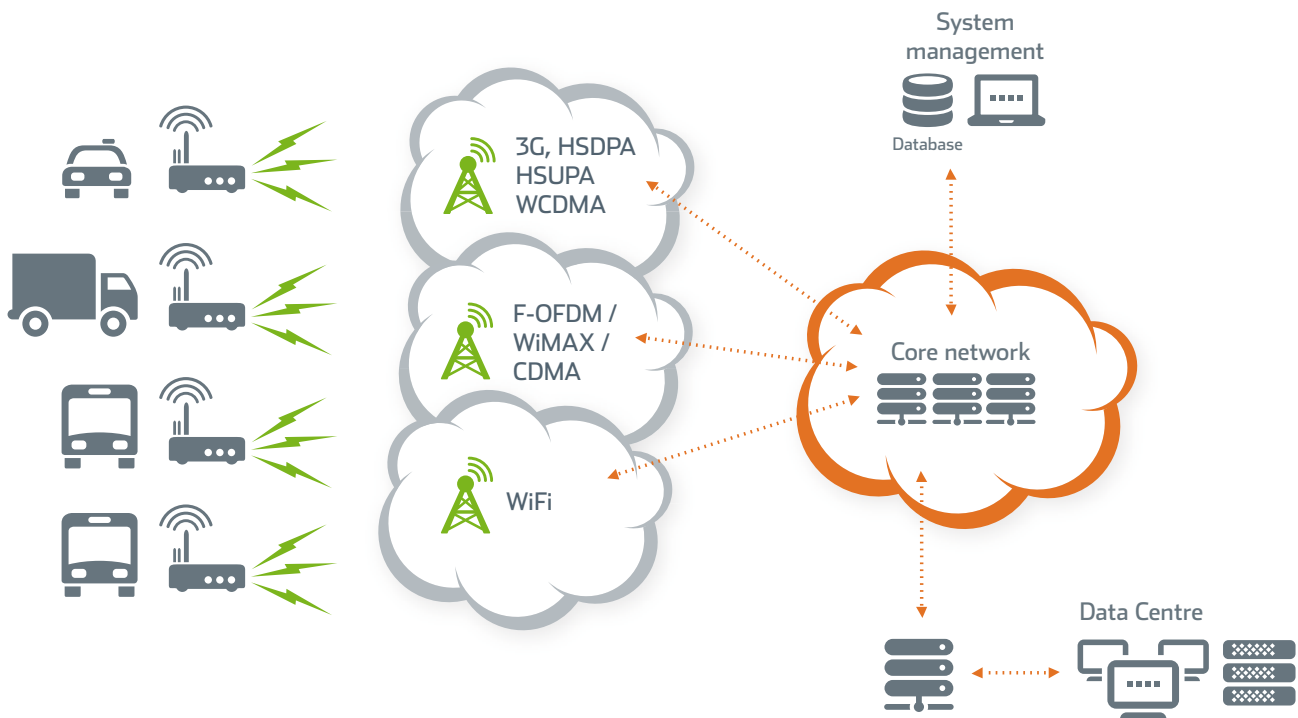 System
management
Database
3G, HSDPA
HSUPA
WCDMA
F-OFDM /
WiMAX /
CDMA
Core network
WiFi
Data Centre